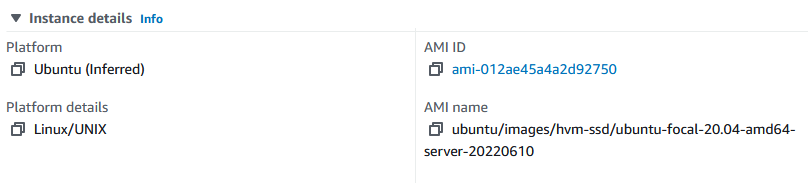 Instance details Info
Platform
Ubuntu (Inferred)
AMI ID
ami-012ae45a4a2d92750
Platform details
Linux/UNIX
AMI name
ubuntu/images/hvm-ssd/ubuntu-focal-20.04-amd64-
server-20220610